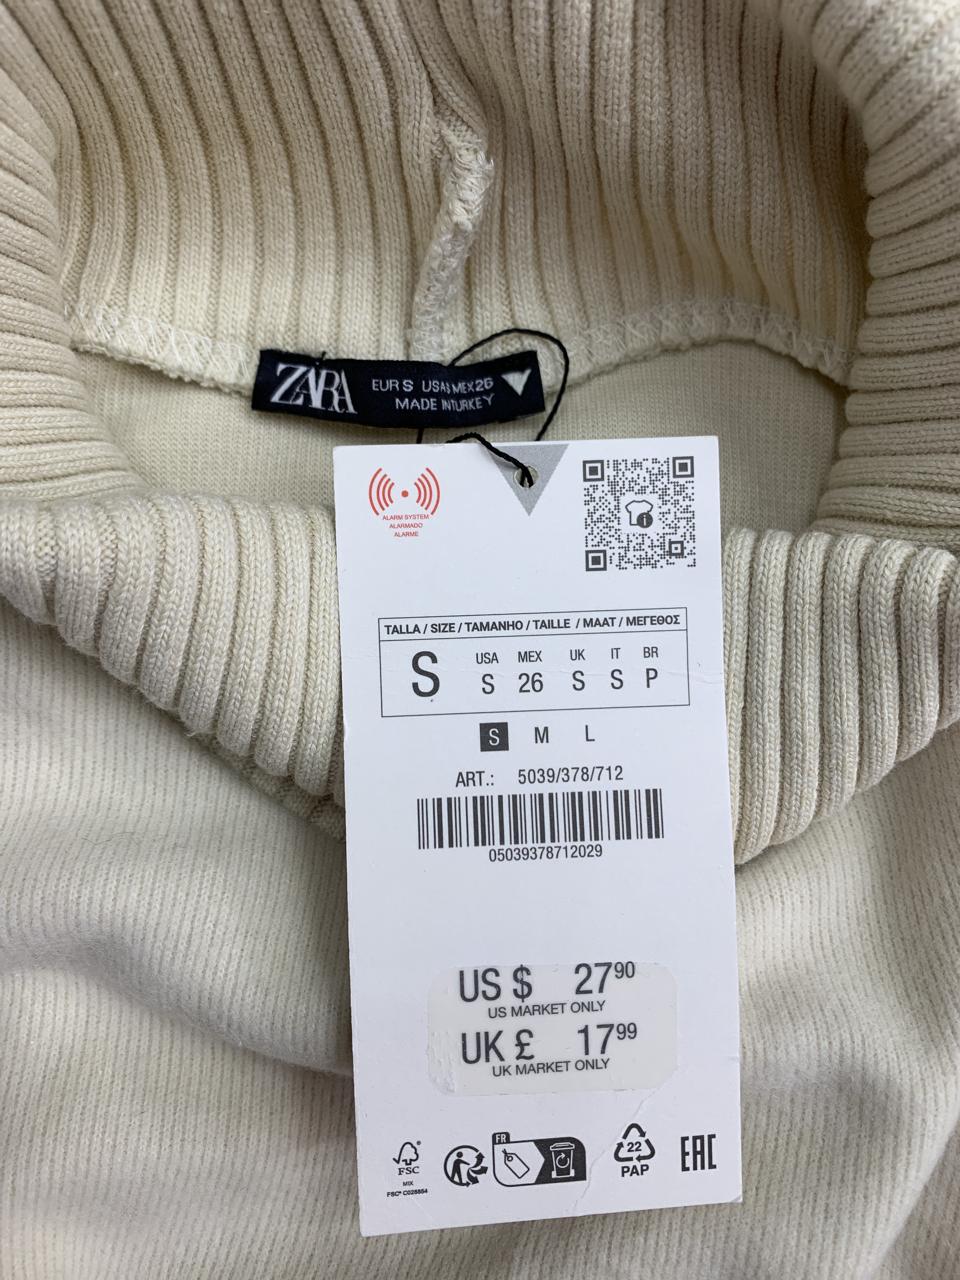 ZARA
EUR S USA S MEX 26
MADE IN TURKEY
ALARM SYSTEM
ALARMADO
ALARME
TALLA / SIZE / TAMANHO / TAILLE / MAAT / ΜΕΓΕΘΟΣ
USA MEX UK IT BR
S S 26 S S P
S M L
ART.: 5039/378/712
05039378712029
US $ 27.90
US MARKET ONLY
UK £ 17.99
UK MARKET ONLY
FSC®
MIX
FSC® C028854
FR
22
PAP
EAC